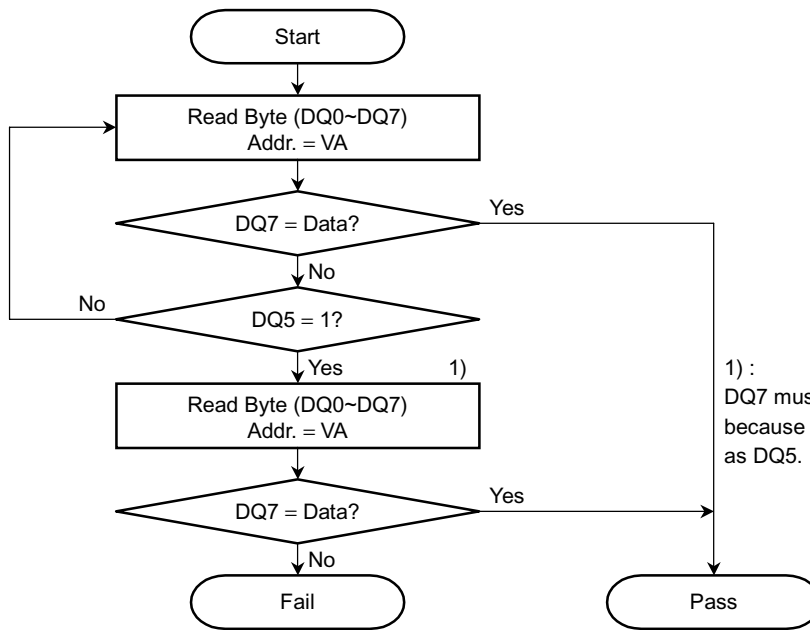 Start
Read Byte (DQ0~DQ7)
Addr. = VA
DQ7 = Data?
Yes
No
No
DQ5 = 1?
Yes
1)
Read Byte (DQ0~DQ7)
Addr. = VA
1) :
DQ7
because
as DQ5.
DQ7 = Data?
Yes
No
Fail
Pass